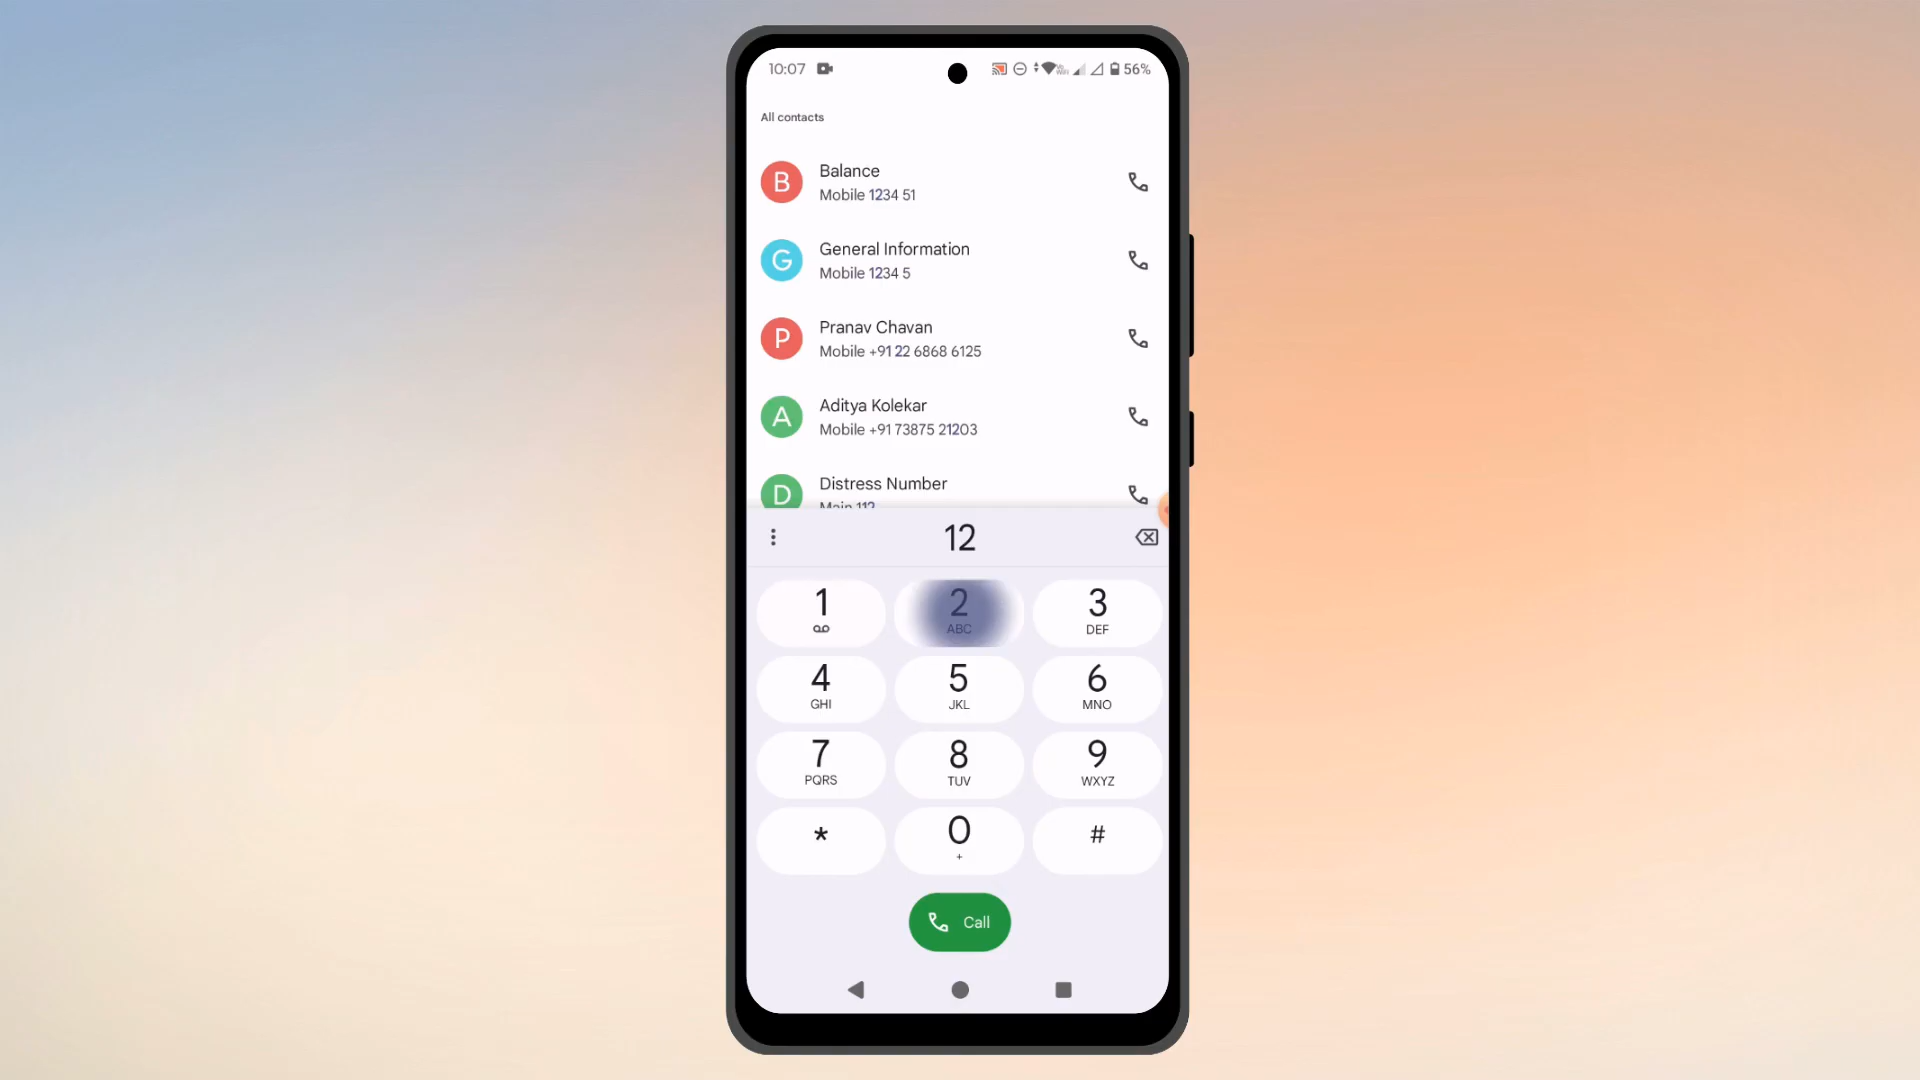 10:07
56%
All contacts
B
Balance
Mobile 1234 51
G
General Information
Mobile 1234 5
P
Pranav Chavan
Mobile +91 22 6868 6125
A
Aditya Kolekar
Mobile +91 73875 21203
D
Distress Number
Main 112
12
1 2 3
ABC DEF
4 5 6
GHI JKL MNO
7 8 9
PQRS TUV WXYZ
* 0 #
+
Call